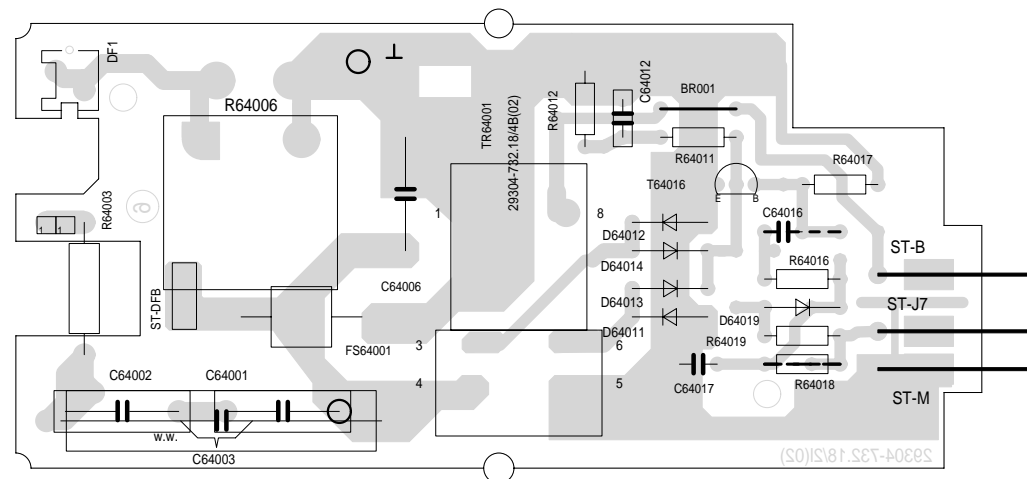 DF1
R64006
TR64001
29304-732.18/4B(02)
R64012
C64012
BR001
R64011
R64017
T64016
E
B
R64003
1
1
1
8
C64016
D64012
ST-B
D64014
R64016
C64006
ST-DFB
D64013
ST-J7
D64019
D64011
FS64001
3
6
R64019
4
5
C64002
C64001
C64017
R64018
ST-M
w.w.
C64003
29304-732.18/2I(02)